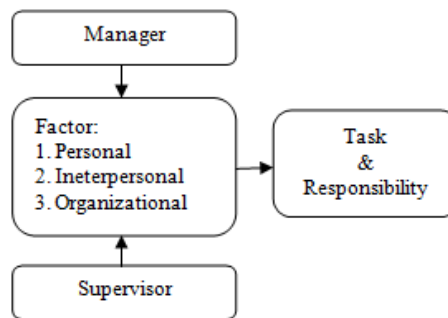 Manager
Factor:
1. Personal
2. Ineterpersonal
3. Organizational
Task
&
Responsibility
Supervisor